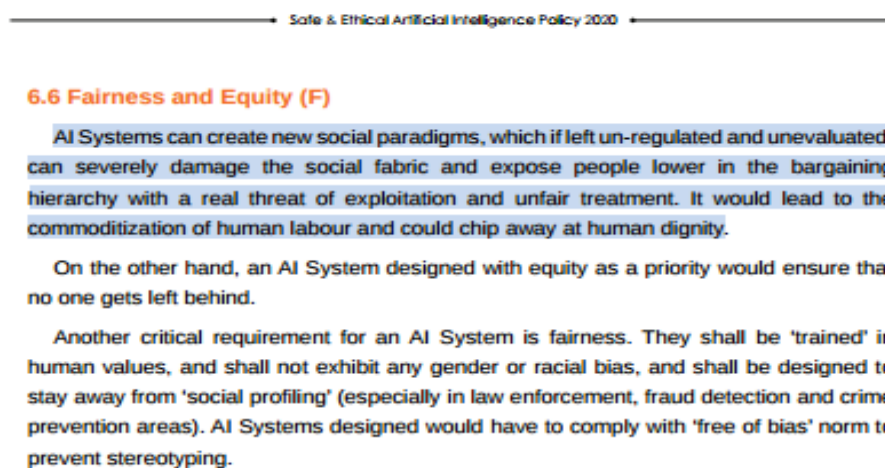 Safe & Ethical Artificial Intelligence Policy 2020
6.6 Fairness and Equity (F)
AI Systems can create new social paradigms, which if left un-regulated and unevaluated
can severely damage the social fabric and expose people lower in the bargaining
hierarchy with a real threat of exploitation and unfair treatment. It would lead to the
commoditization of human labour and could chip away at human dignity.
On the other hand, an AI System designed with equity as a priority would ensure tha
no one gets left behind.
Another critical requirement for an AI System is fairness. They shall be 'trained' i
human values, and shall not exhibit any gender or racial bias, and shall be designed t
stay away from 'social profiling' (especially in law enforcement, fraud detection and crime
prevention areas). AI Systems designed would have to comply with 'free of bias' norm t
prevent stereotyping.